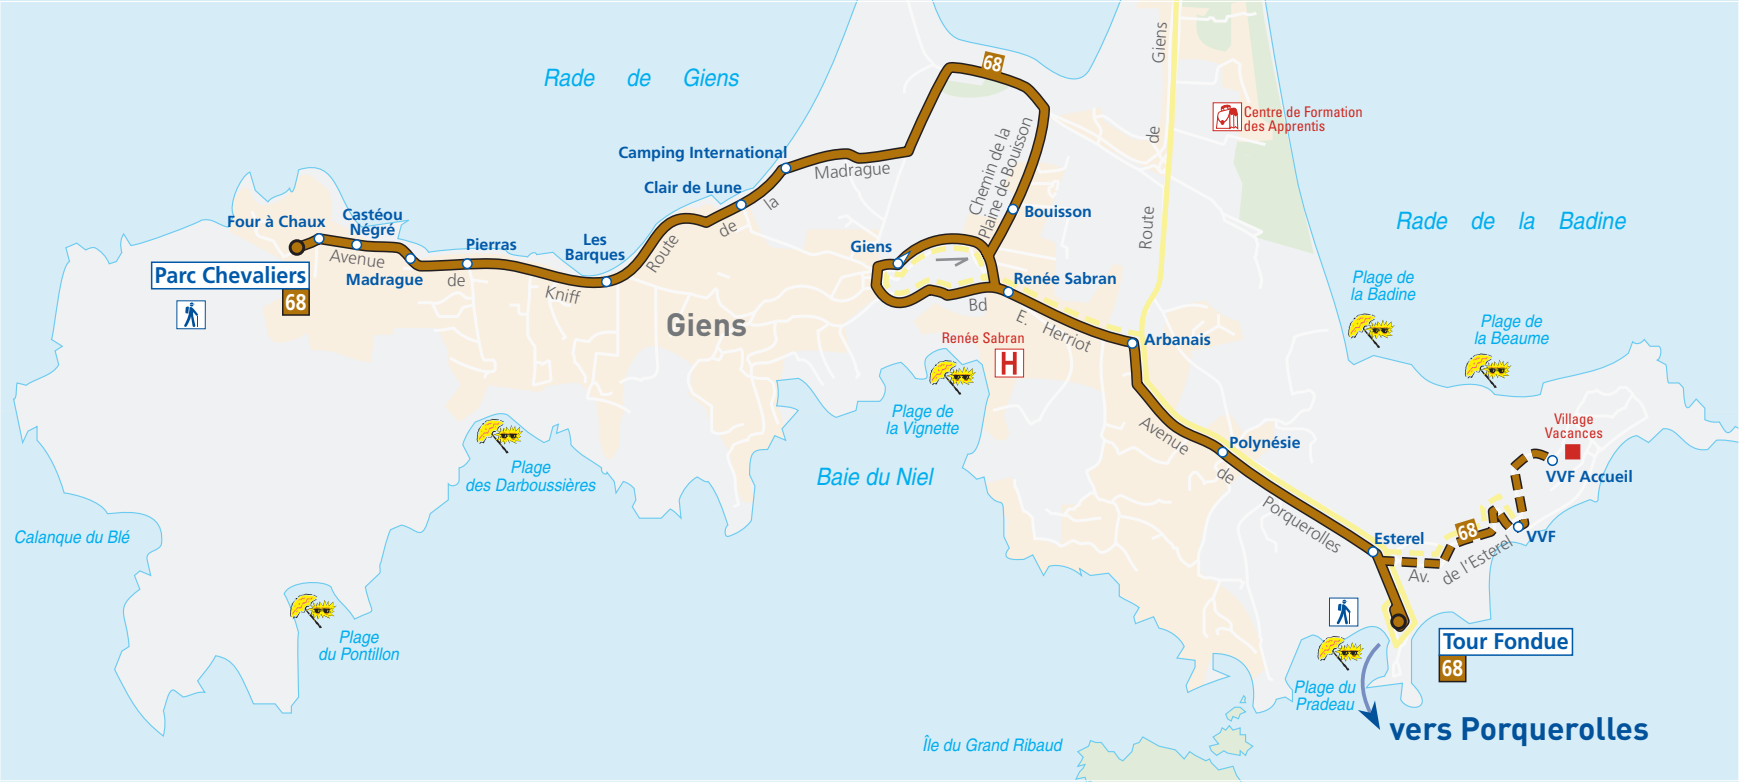 Rade de Giens
68
Giens
de
Route
Centre de Formation
des Apprentis
Camping International
Madrague
Chemin de la
Plaine de Bouisson
Clair de Lune
la
de
Route
Bouisson
Rade de la Badine
Four à Chaux
Castéou
Négré
Avenue
Madrague
Pierras
de
Les
Barques
Kniff
Giens
Parc Chevaliers
68
Giens
Renée Sabran
Bd
E.
Herriot
Renée Sabran
H
Arbanais
Plage de
la Badine
Plage de
la Beaume
Plage de
la Vignette
Avenue
de
Porquerolles
Polynésie
Village
Vacances
VVF Accueil
Plage
des Darboussières
Baie du Niel
Calanque du Blé
Esterel
68
VVF
Av.
de l'Esterel
Plage
du Pontillon
Tour Fondue
68
Plage du
Pradeau
vers Porquerolles
Île du Grand Ribaud